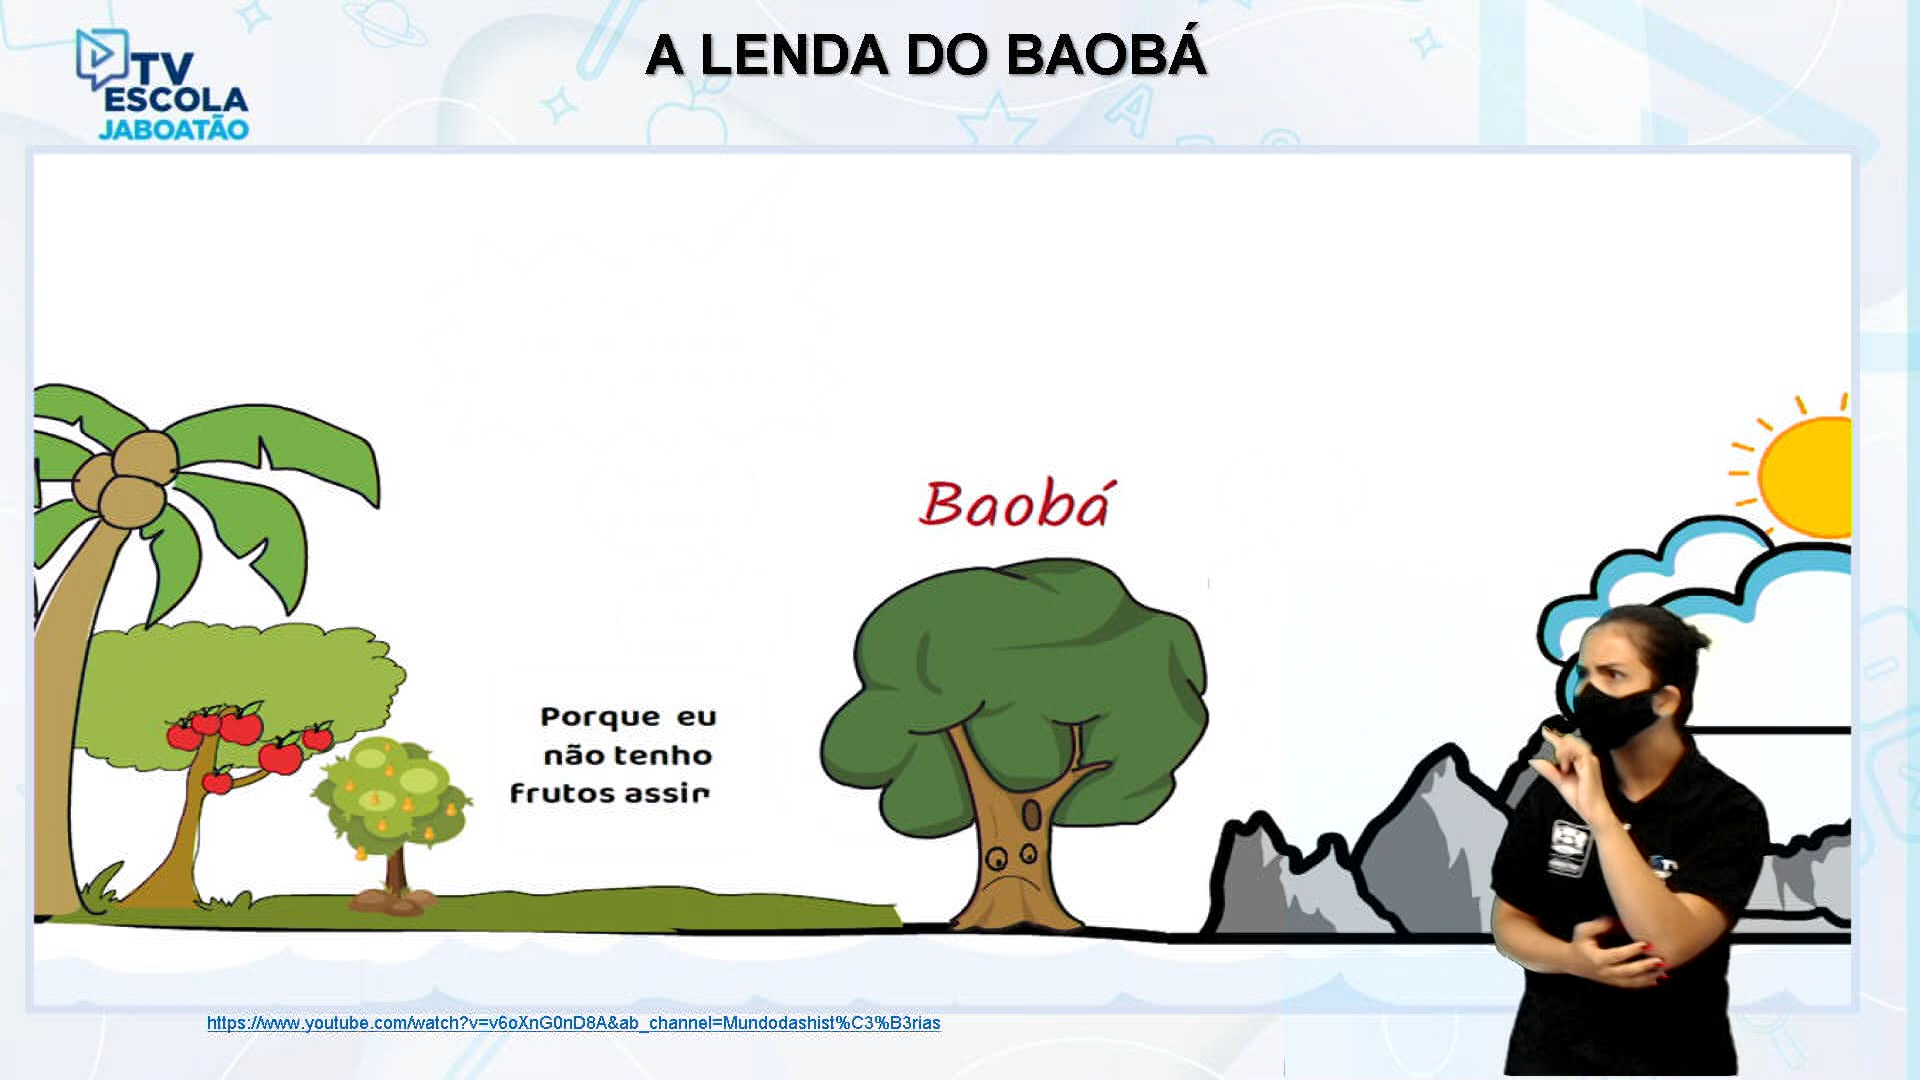 TV
ESCOLA
JABOATÃO
A LENDA DO BAOBÁ
Baobá
Porque eu
não tenho
frutos assin
https://www.youtube.com/watch?v=v6oXnG0nD8A&ab_channel=Mundodashist%C3%B3rias